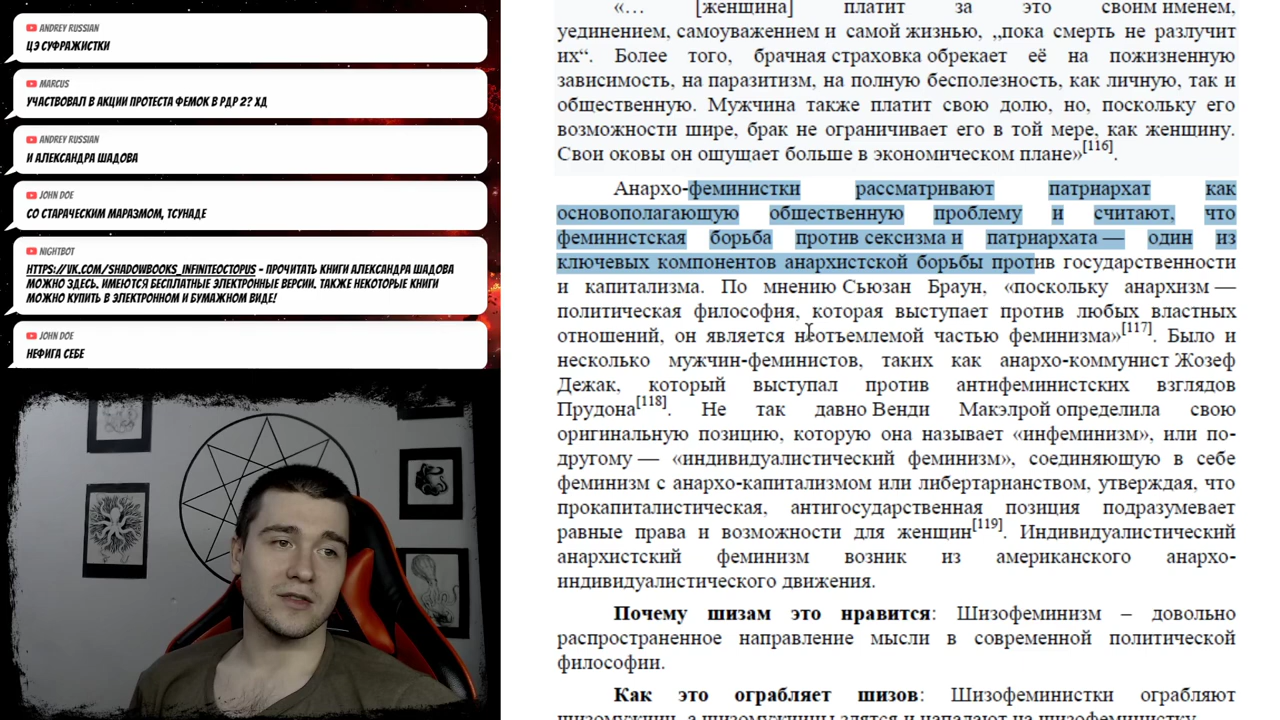 ANDREY RUSSIAN
ЦЭ СУФРАЖИСТКИ
MARCUS
УЧАСТВОВАЛ В АКЦИИ ПРОТЕСТА ФЕМОК В РДР 2? ХД
ANDREY RUSSIAN
И АЛЕКСАНДРА ШАДОВА
JOHN DOE
СО СТАРАЧЕСКИМ МАРАЗМОМ, ТСУНАДЕ
NIGHTBOT
HTTPS://VK.COM/SHADOWBOOKS_INFINITEOCTOPUS - ПРОЧИТАТЬ КНИГИ АЛЕКСАНДРА ШАДОВА
МОЖНО ЗДЕСЬ. ИМЕЮТСЯ БЕСПЛАТНЫЕ ЭЛЕКТРОННЫЕ ВЕРСИИ. ТАКЖЕ НЕКОТОРЫЕ КНИГИ
МОЖНО КУПИТЬ В ЭЛЕКТРОННОМ И БУМАЖНОМ ВИДЕ!
JOHN DOE
НЕФИГА СЕБЕ
«… [женщина] платит за это своим именем,
уединением, самоуважением и самой жизнью, „пока смерть не разлучит
их“. Более того, брачная страховка обрекает её на пожизненную
зависимость, на паразитизм, на полную бесполезность, как личную, так и
общественную. Мужчина также платит свою долю, но, поскольку его
возможности шире, брак не ограничивает его в той мере, как женщину.
Свои оковы он ощущает больше в экономическом плане»[116].
Анархо-феминистки рассматривают патриархат как
основополагающую общественную проблему и считают, что
феминистская борьба против сексизма и патриархата — один из
ключевых компонентов анархистской борьбы против государственности
и капитализма. По мнению Сьюзан Браун, «поскольку анархизм —
политическая философия, которая выступает против любых властных
отношений, он является неотъемлемой частью феминизма»[117]. Было и
несколько мужчин-феминистов, таких как анархо-коммунист Жозеф
Дежак, который выступал против антифеминистских взглядов
Прудона[118]. Не так давно Венди Макэлрой определила свою
оригинальную позицию, которую она называет «инфеминизм», или по-
другому — «индивидуалистический феминизм», соединяющую в себе
феминизм с анархо-капитализмом или либертарианством, утверждая, что
прокапиталистическая, антигосударственная позиция подразумевает
равные права и возможности для женщин[119]. Индивидуалистический
анархистский феминизм возник из американского анархо-
индивидуалистического движения.
Почему шизам это нравится: Шизофеминизм – довольно
распространенное направление мысли в современной политической
философии.
Как это ограбляет шизов: Шизофеминистки ограбляют
шизомужчин, а шизомужчины злятся и нападают на шизофеминистку.